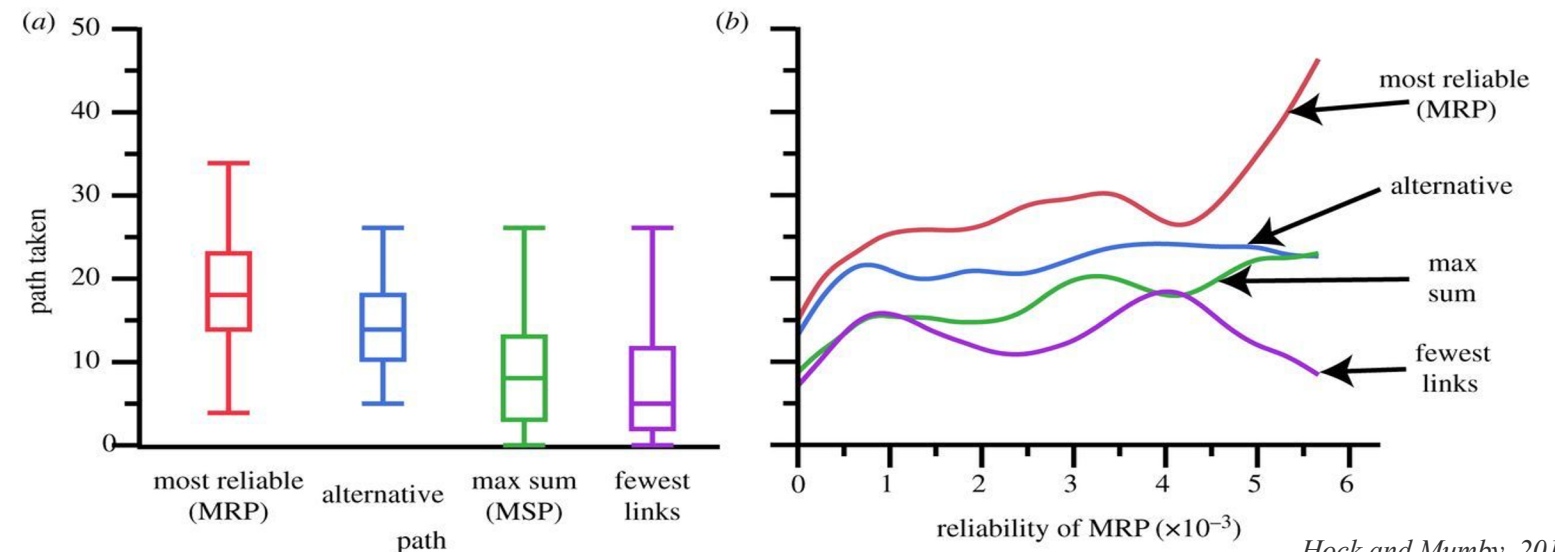 (a)
50
40
30
20
10
0
path taken
most reliable
(MRP)
alternative
max sum
(MSP)
fewest
links
path
(b)
most reliable
(MRP)
alternative
max
sum
fewest
links
0 1 2 3 4 5 6
reliability of MRP (×10⁻³)
Hock and Mumby, 201